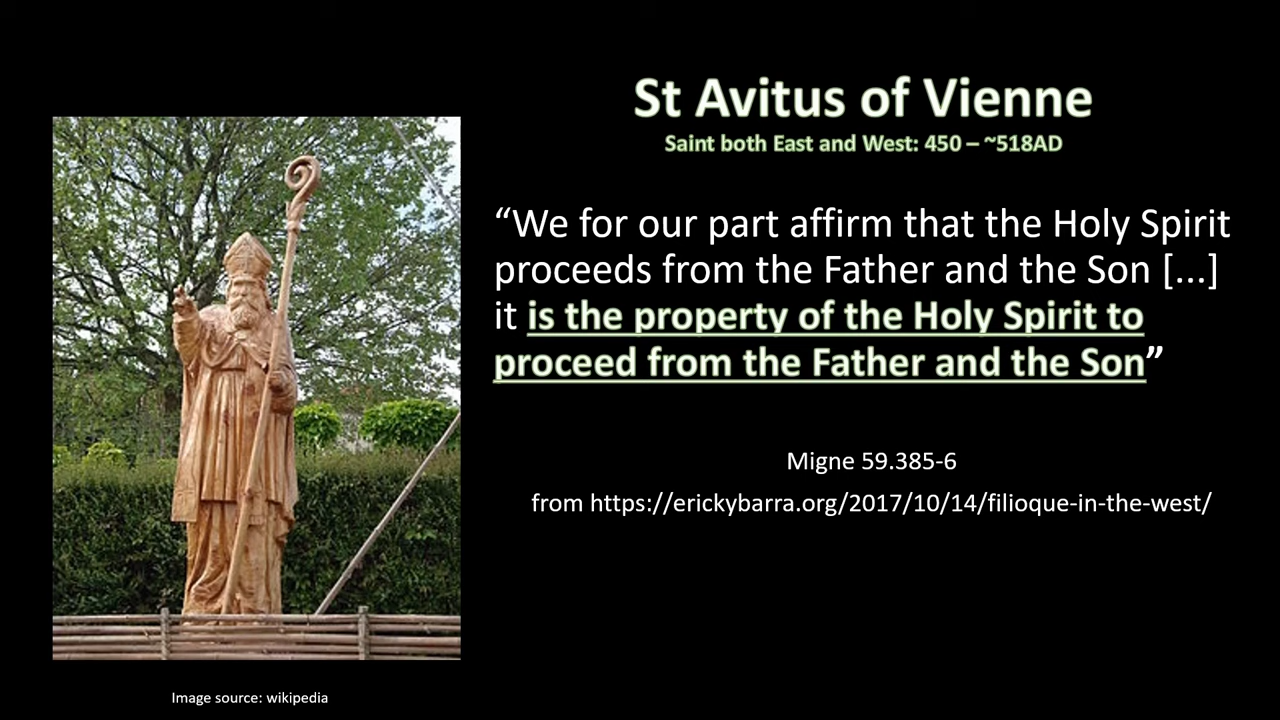 St Avitus of Vienne
Saint both East and West: 450 – ~518AD
“We for our part affirm that the Holy Spirit
proceeds from the Father and the Son [...]
it is the property of the Holy Spirit to
proceed from the Father and the Son”
Migne 59.385-6
from https://erickybarra.org/2017/10/14/filioque-in-the-west/
Image source: wikipedia